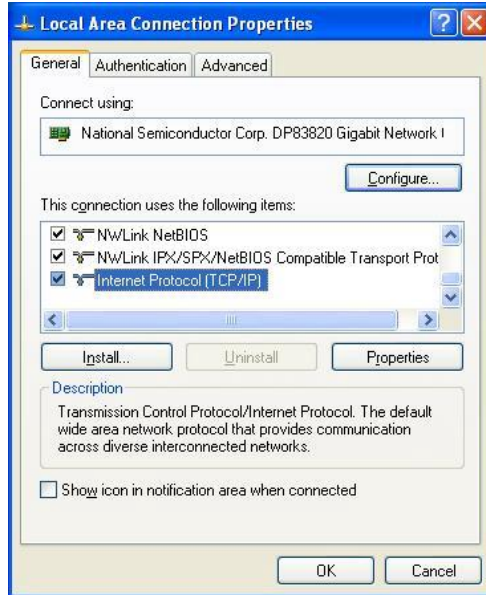 Local Area Connection Properties
General Authentication Advanced
Connect using:
National Semiconductor Corp. DP83820 Gigabit Network
Configure...
This connection uses the following items:
NWLink NetBIOS
NWLink IPX/SPX/NetBIOS Compatible Transport Prot
Internet Protocol (TCP/IP)
Install... Uninstall Properties
Description
Transmission Control Protocol/Internet Protocol. The default
wide area network protocol that provides communication
across diverse interconnected networks.
Show icon in notification area when connected
OK Cancel